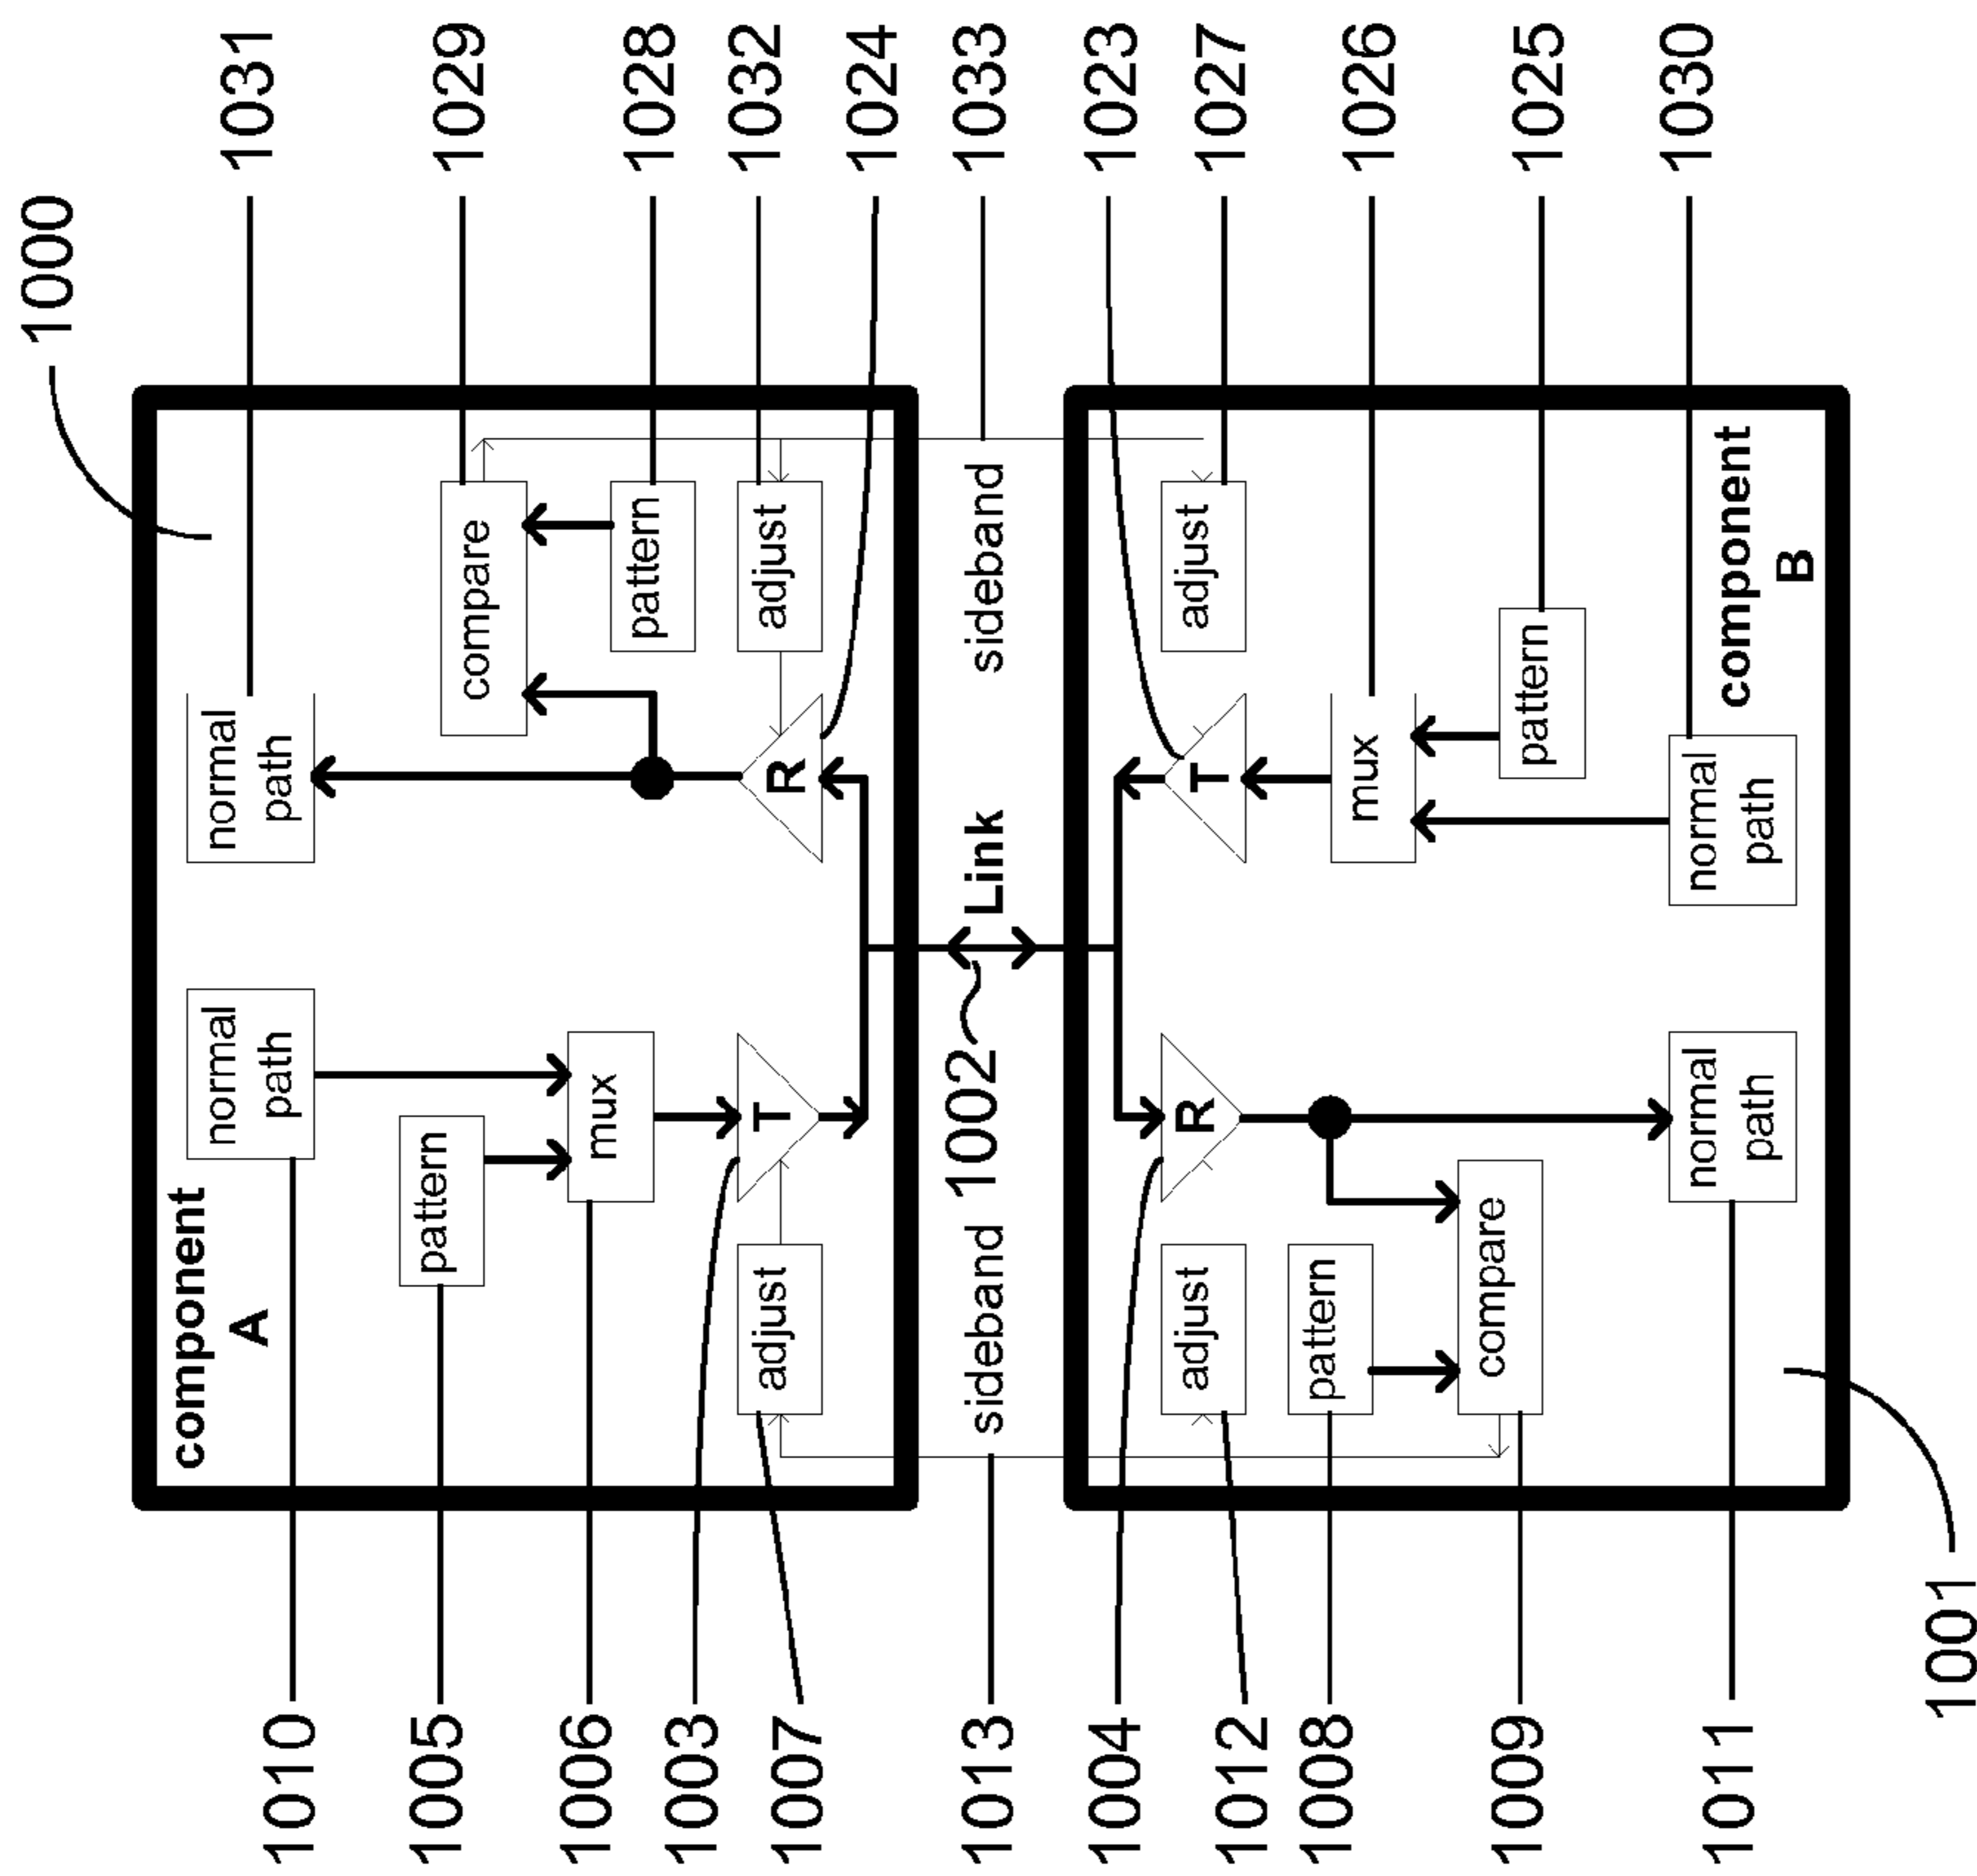 1000
1031
1029
1028
1032
1024
1033
1023
1027
1026
1025
1030
component
A
normal
path
pattern
mux
T
adjust
normal
path
compare
pattern
adjust
R
sideband
1002
Link
sideband
R
adjust
pattern
compare
normal
path
T
adjust
mux
pattern
normal
path
component
B
1010
1005
1006
1003
1007
1013
1004
1012
1008
1009
1011
1001